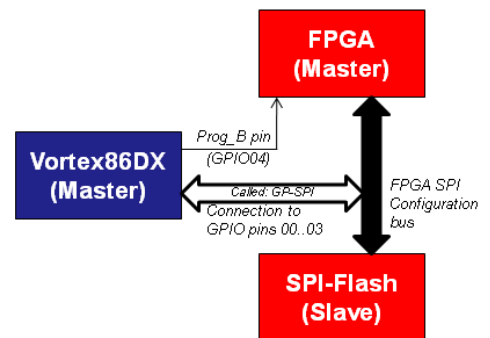 FPGA
(Master)
Prog_B pin
(GPIO04)
Vortex86DX
(Master)
Called: GP-SPI
Connection to
GPIO pins 00..03
FPGA SPI
Configuration
bus
SPI-Flash
(Slave)